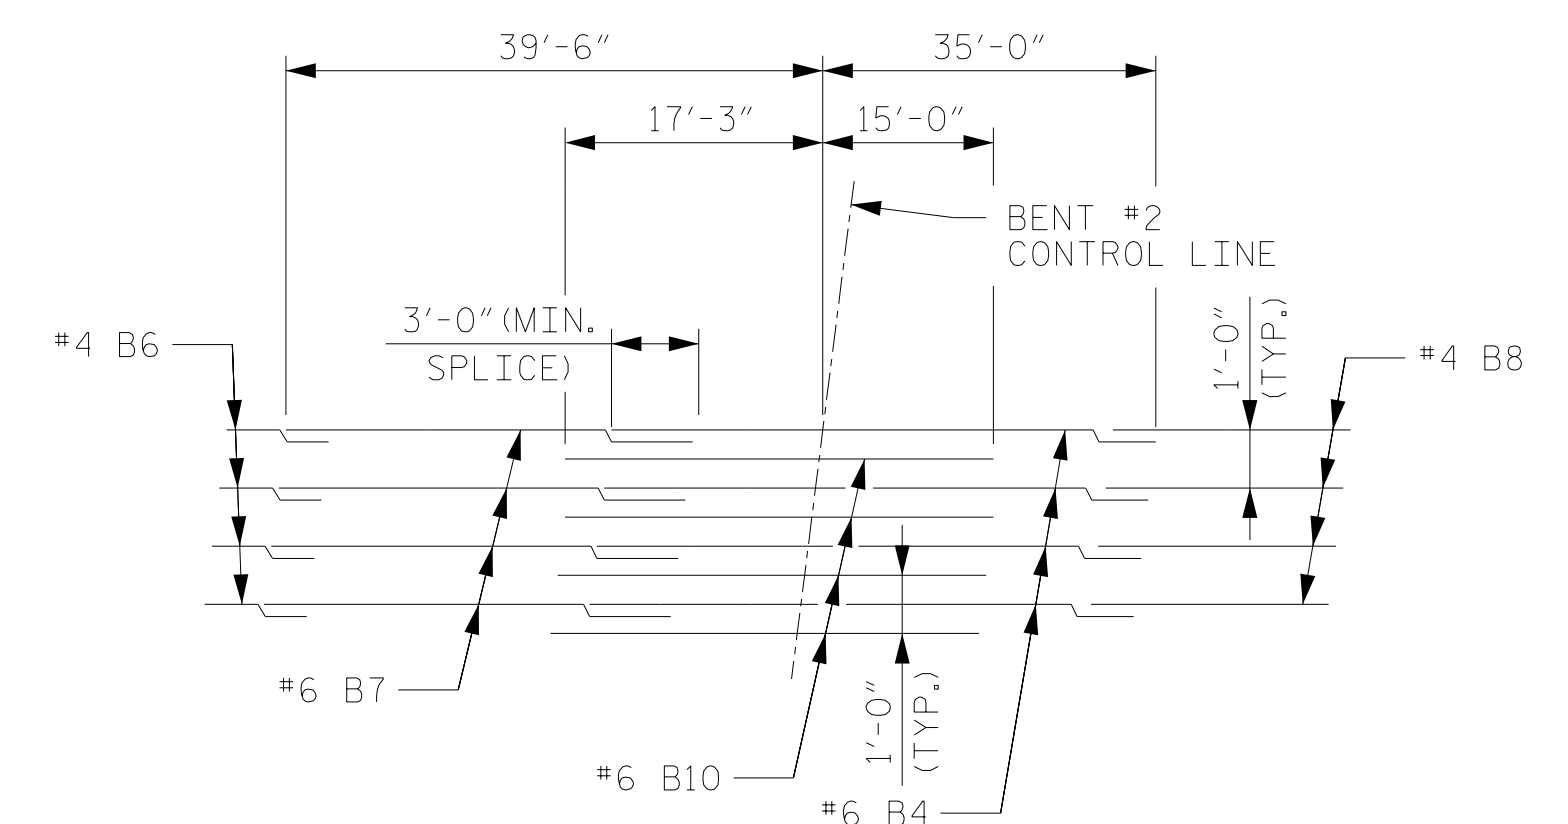 39'-6" 35'-0"
17'-3" 15'-0"
BENT #2
CONTROL LINE
3'-0"(MIN.
SPLICE)
1'-0"
(TYP.)
#4 B6
#4 B8
#6 B7
1'-0"
(TYP.)
#6 B10
#6 B4